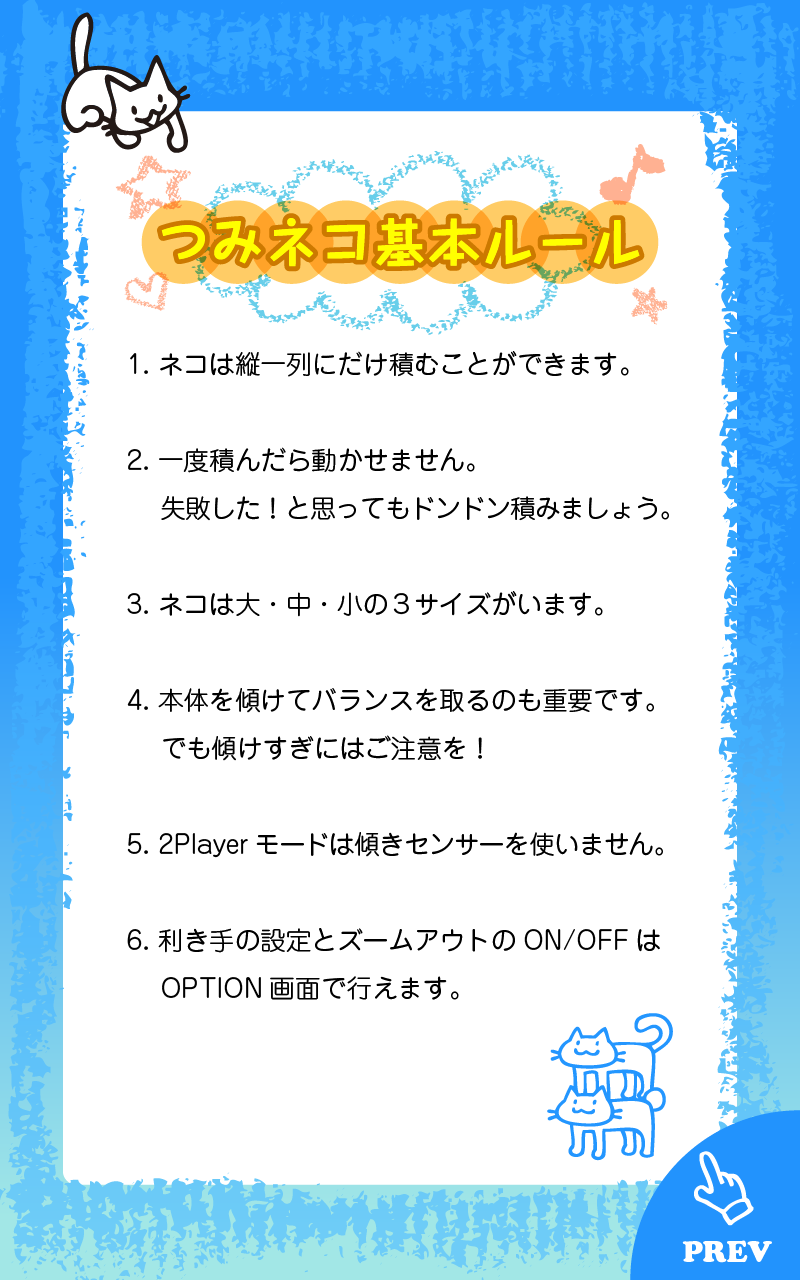 つみネコ基本ルール
1. ネコは縦一列にだけ積むことができます。
2. 一度積んだら動かせません。
失敗した！と思ってもドンドン積みましょう。
3. ネコは大・中・小の３サイズがいます。
4. 本体を傾けてバランスを取るのも重要です。
でも傾けすぎにはご注意を！
5. 2Player モードは傾きセンサーを使いません。
6. 利き手の設定とズームアウトの ON/OFF は
OPTION 画面で行えます。
PREV